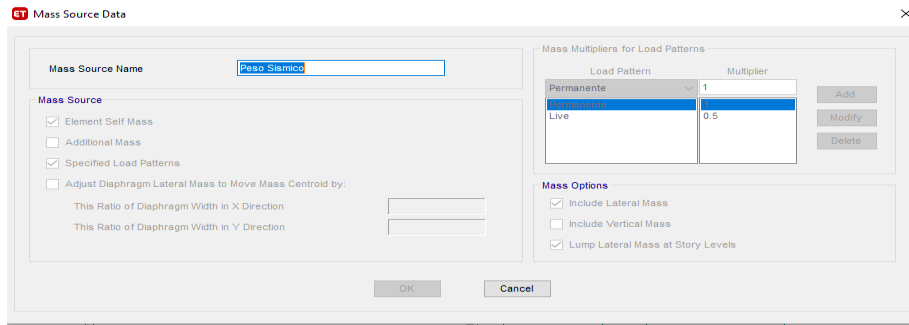 ET Mass Source Data
Mass Source Name
Peso Sismico
Mass Source
Element Self Mass
Additional Mass
Specified Load Patterns
Adjust Diaphragm Lateral Mass to Move Mass Centroid by:
This Ratio of Diaphragm Width in X Direction
This Ratio of Diaphragm Width in Y Direction
Mass Multipliers for Load Patterns
Load Pattern Multiplier
Permanente 1
Permanente
Live 0.5
Add
Modify
Delete
Mass Options
Include Lateral Mass
Include Vertical Mass
Lump Lateral Mass at Story Levels
OK Cancel